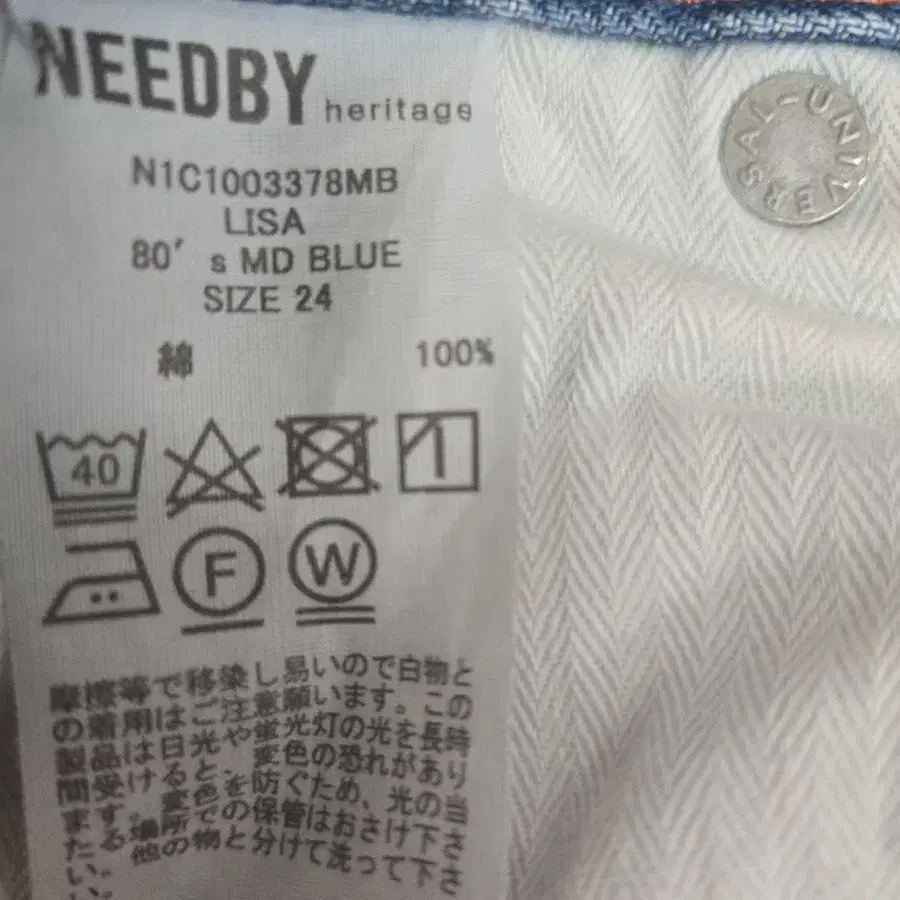 NEEDBY heritage
UNIVERSAL-
N1C1003378MB
LISA
80's MD BLUE
SIZE 24
綿 100%
40
F W
摩擦等で移染し易いので白物と
の着用はご注意願います。この
製品は日光や蛍光灯の光を長時
間受けると、変色の恐れがあり
ます。変色を防ぐため、光の当
たる場所での保管はおさけ下さ
い。他の物と分けて洗って下さ
い。